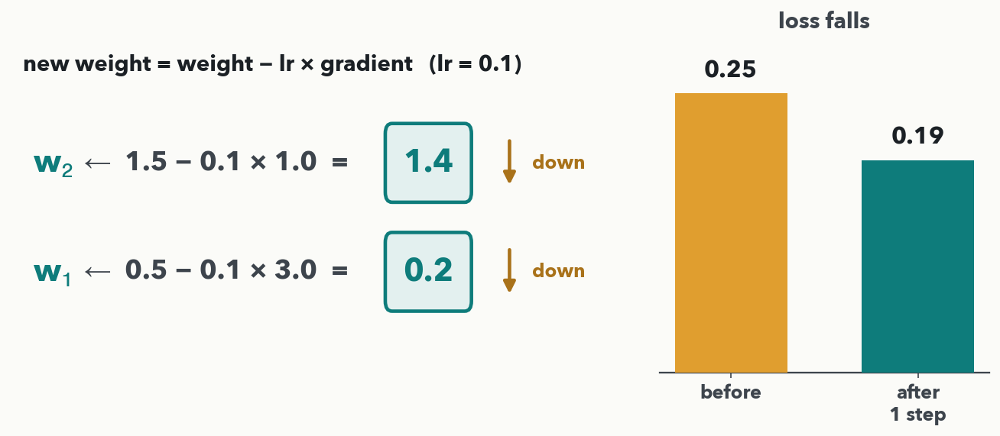 new weight = weight − lr × gradient (lr = 0.1)
w₂ ← 1.5 − 0.1 × 1.0 = 1.4 ↓ down
w₁ ← 0.5 − 0.1 × 3.0 = 0.2 ↓ down
loss falls
0.25
0.19
before
after
1 step